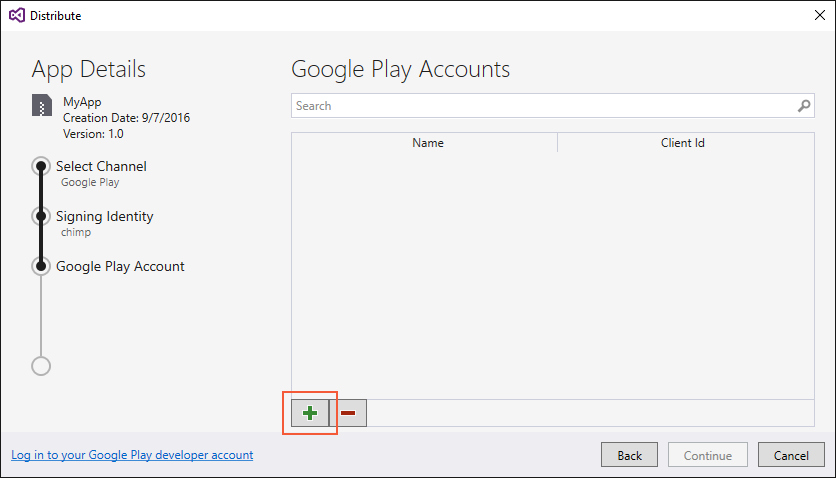 Distribute
App Details
MyApp
Creation Date: 9/7/2016
Version: 1.0
Select Channel
Google Play
Signing Identity
chimp
Google Play Account
Google Play Accounts
Search
Name Client Id
Log in to your Google Play developer account
Back Continue Cancel